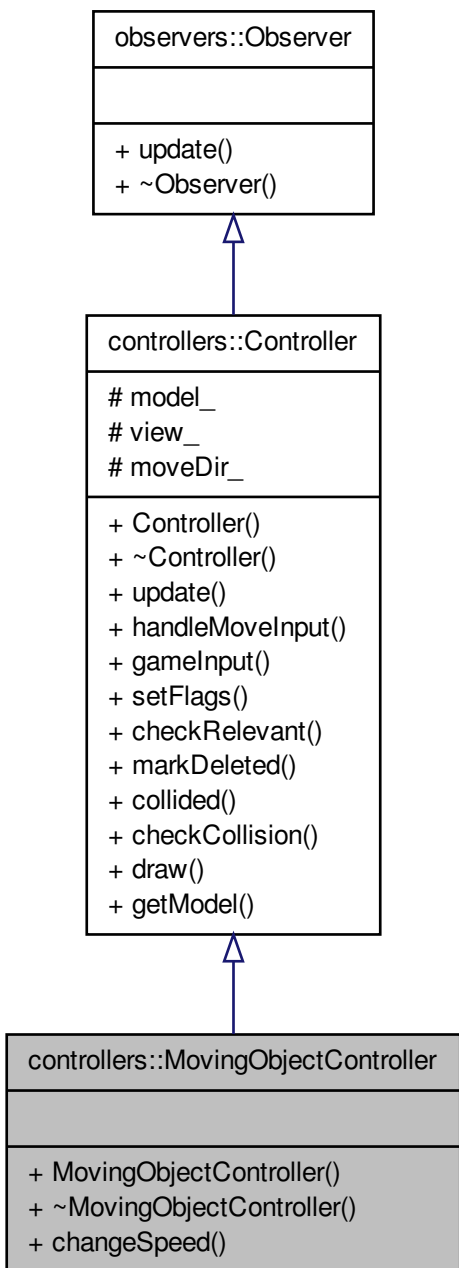 observers::Observer
+ update()
+ ~Observer()
controllers::Controller
# model_
# view_
# moveDir_
+ Controller()
+ ~Controller()
+ update()
+ handleMoveInput()
+ gameInput()
+ setFlags()
+ checkRelevant()
+ markDeleted()
+ collided()
+ checkCollision()
+ draw()
+ getModel()
controllers::MovingObjectController
+ MovingObjectController()
+ ~MovingObjectController()
+ changeSpeed()